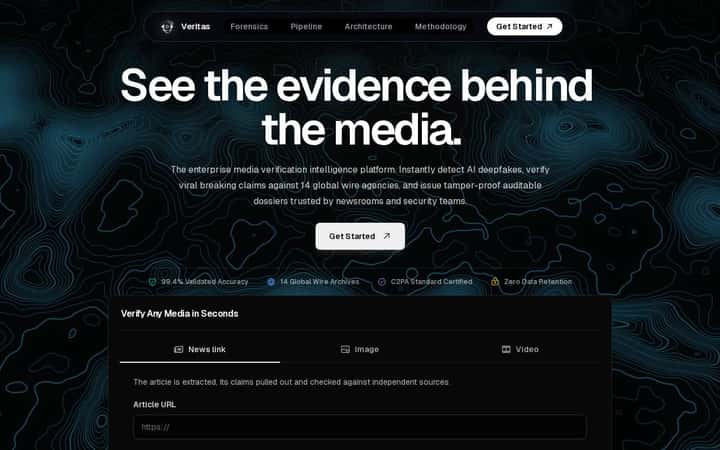 Veritas Forensics Pipeline Architecture Methodology Get Started ↗
See the evidence behind
the media.
The enterprise media verification intelligence platform. Instantly detect AI deepfakes, verify
viral breaking claims against 14 global wire agencies, and issue tamper-proof auditable
dossiers trusted by newsrooms and security teams.
Get Started ↗
99.4% Validated Accuracy 14 Global Wire Archives C2PA Standard Certified Zero Data Retention
Verify Any Media in Seconds
News link Image Video
The article is extracted, its claims pulled out and checked against independent sources.
Article URL
https://